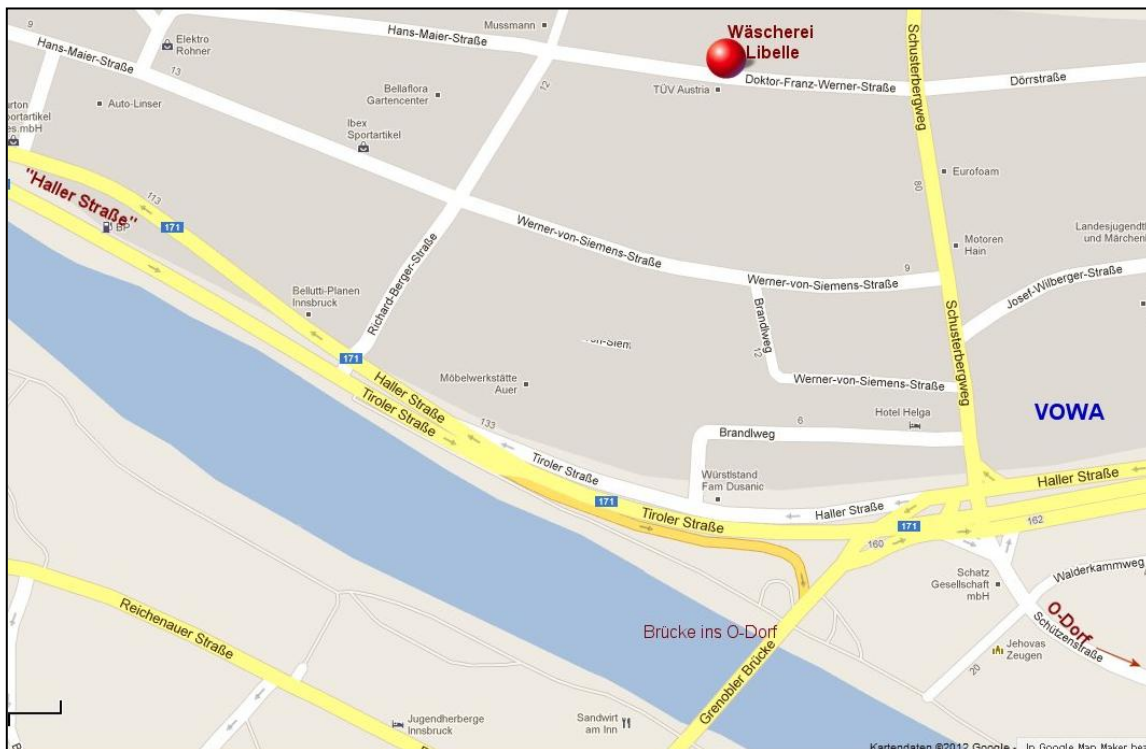 Mussmann
Wäscherei
Libelle
9
Elektro
Rohner
Hans-Maier-Straße
Hans-Maier-Straße
13
Bellaflora
Gartencenter
12
TÜV Austria
Doktor-Franz-Werner-Straße
Dörrstraße
Schusterbergweg
Auto-Linser
Ibex
Sportartikel
Eurofoam
80
"Haller Straße"
113
BP
171
Werner-von-Siemens-Straße
Motoren
Hain
9
Werner-von-Siemens-Straße
Josef-Wilberger-Straße
Bellutti-Planen
Innsbruck
Richard-Berger-Straße
Brandlweg
12
Schusterbergweg
171
Möbelwerkstätte
Auer
Werner-von-Siemens-Straße
Haller Straße
Tiroler Straße
133
Hotel Helga
6
Brandlweg
VOWA
Tiroler Straße
Würstlstand
Fam Dusanic
Haller Straße
171
Tiroler Straße
Haller Straße
171
162
160
Schatz
Gesellschaft
mbH
Walderkammweg
O-Dorf
Schützenstraße
Reichenauer Straße
Brücke ins O-Dorf
Jehovas
Zeugen
20
Grenobler Brücke
Jugendherberge
Innsbruck
Sandwirt
am Inn
Kartendaten ©2012 Google -